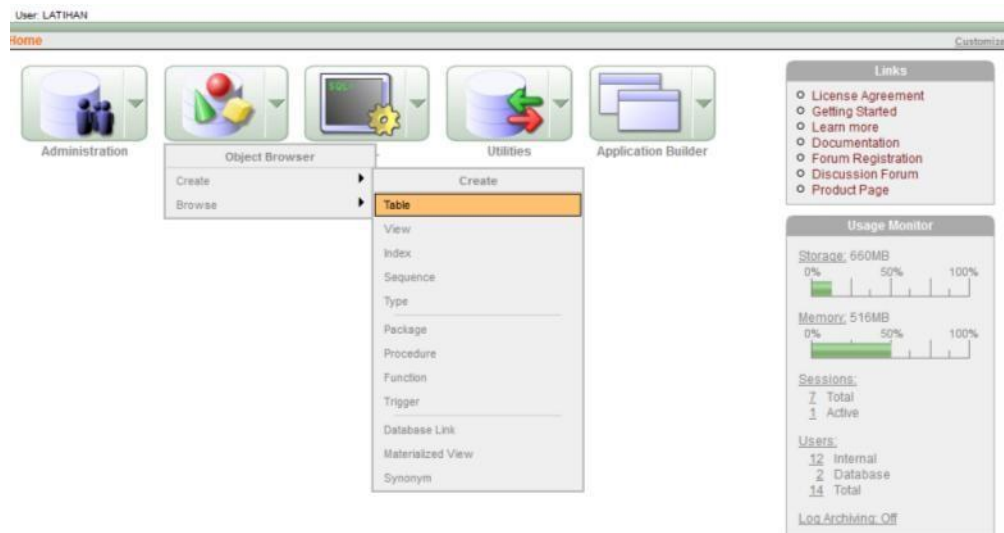 User: LATIHAN
Home
Customize
Administration
Utilities
Application Builder
Object Browser
Create
Browse
Create
Table
View
Index
Sequence
Type
Package
Procedure
Function
Trigger
Database Link
Materialized View
Synonym
Links
License Agreement
Getting Started
Learn more
Documentation
Forum Registration
Discussion Forum
Product Page
Usage Monitor
Storage: 660MB
0% 50% 100%
Memory: 516MB
0% 50% 100%
Sessions:
7 Total
1 Active
Users:
12 Internal
2 Database
14 Total
Log Archiving: Off